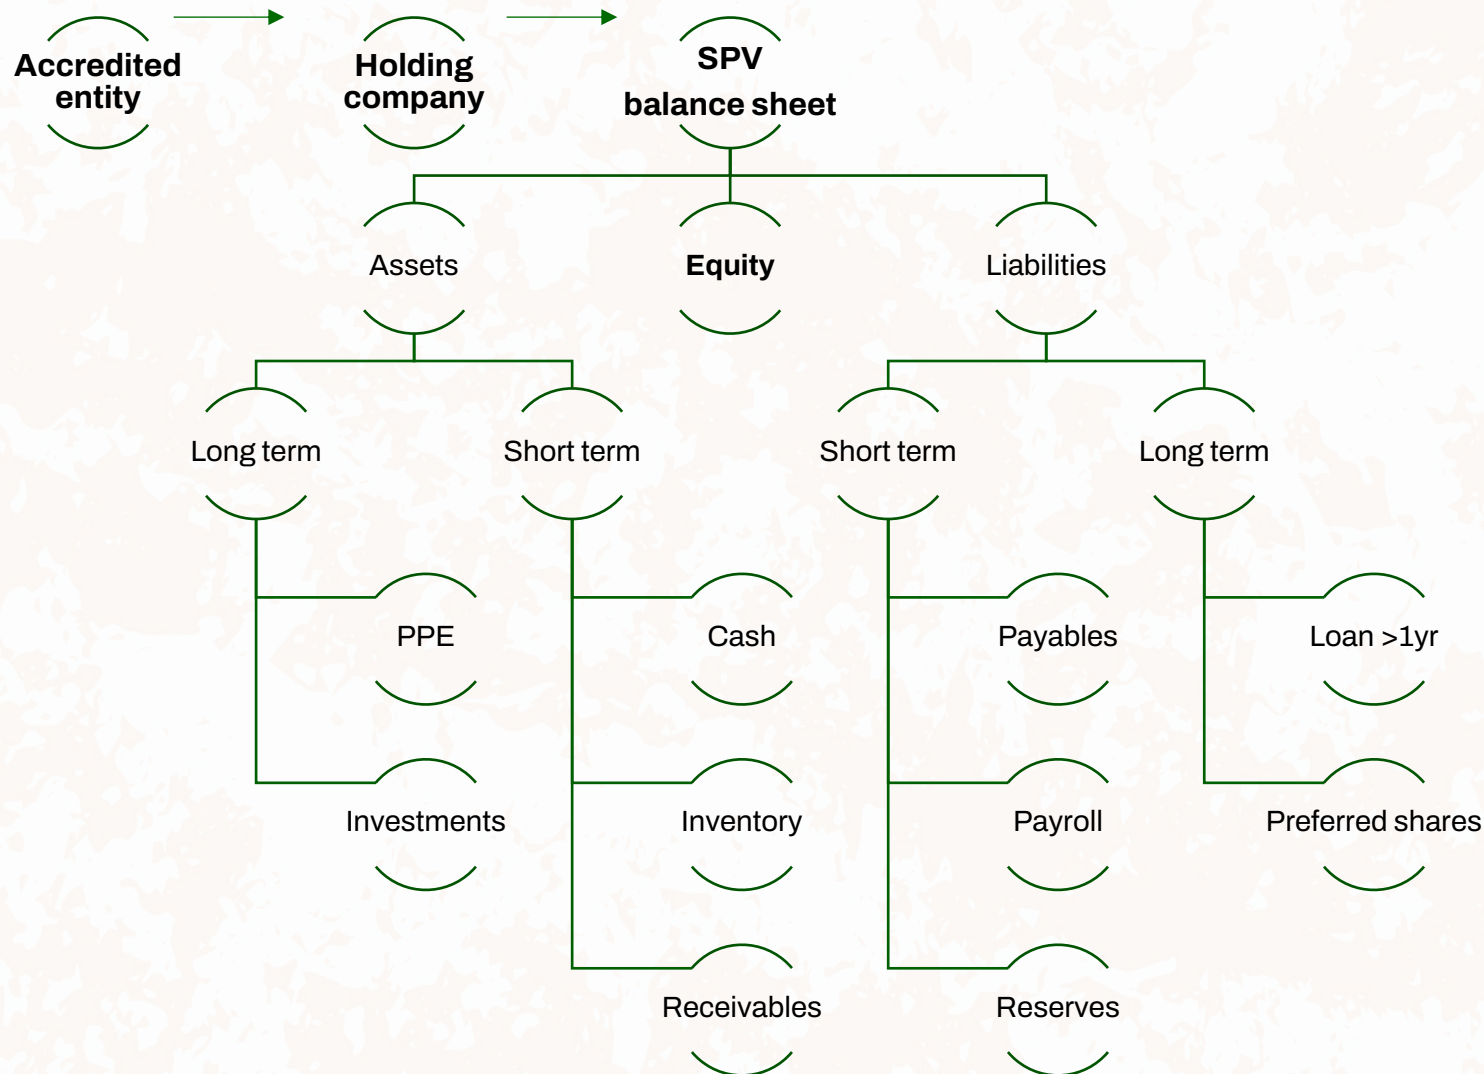 Accredited
entity
Holding
company
SPV
balance sheet
Assets
Equity
Liabilities
Long term
Short term
Short term
Long term
PPE
Cash
Payables
Loan >1yr
Investments
Inventory
Payroll
Preferred shares
Receivables
Reserves